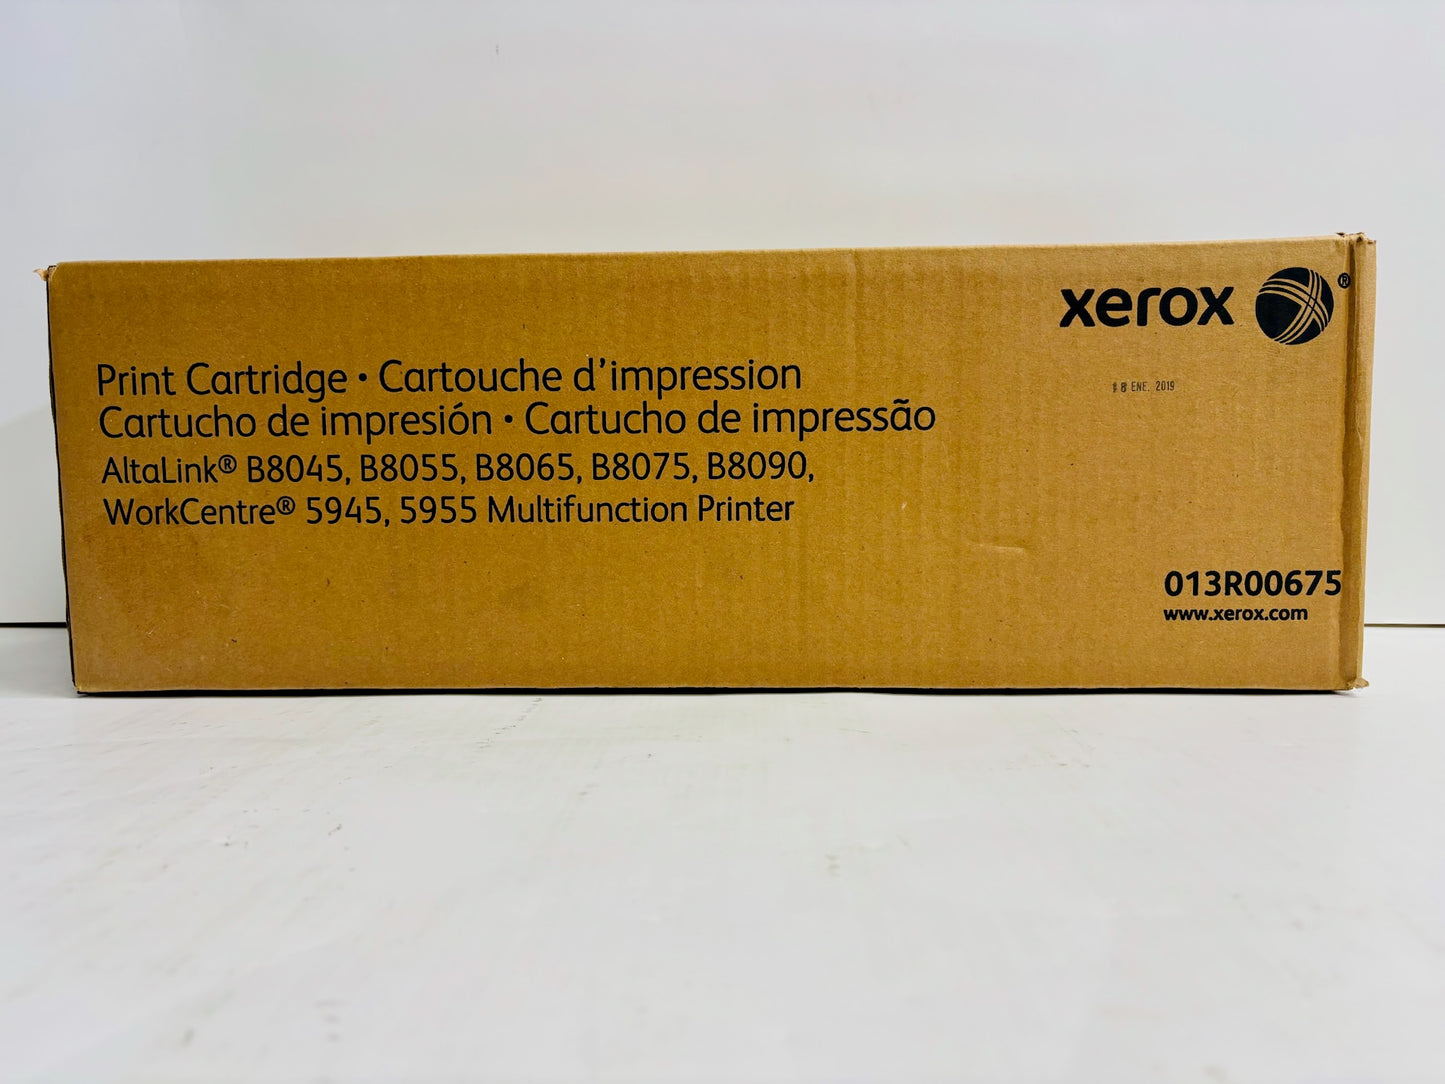 xerox ®
18 ENE. 2019
Print Cartridge • Cartouche d'impression
Cartucho de impresión • Cartucho de impressão
AltaLink® B8045, B8055, B8065, B8075, B8090,
WorkCentre® 5945, 5955 Multifunction Printer
013R00675
www.xerox.com